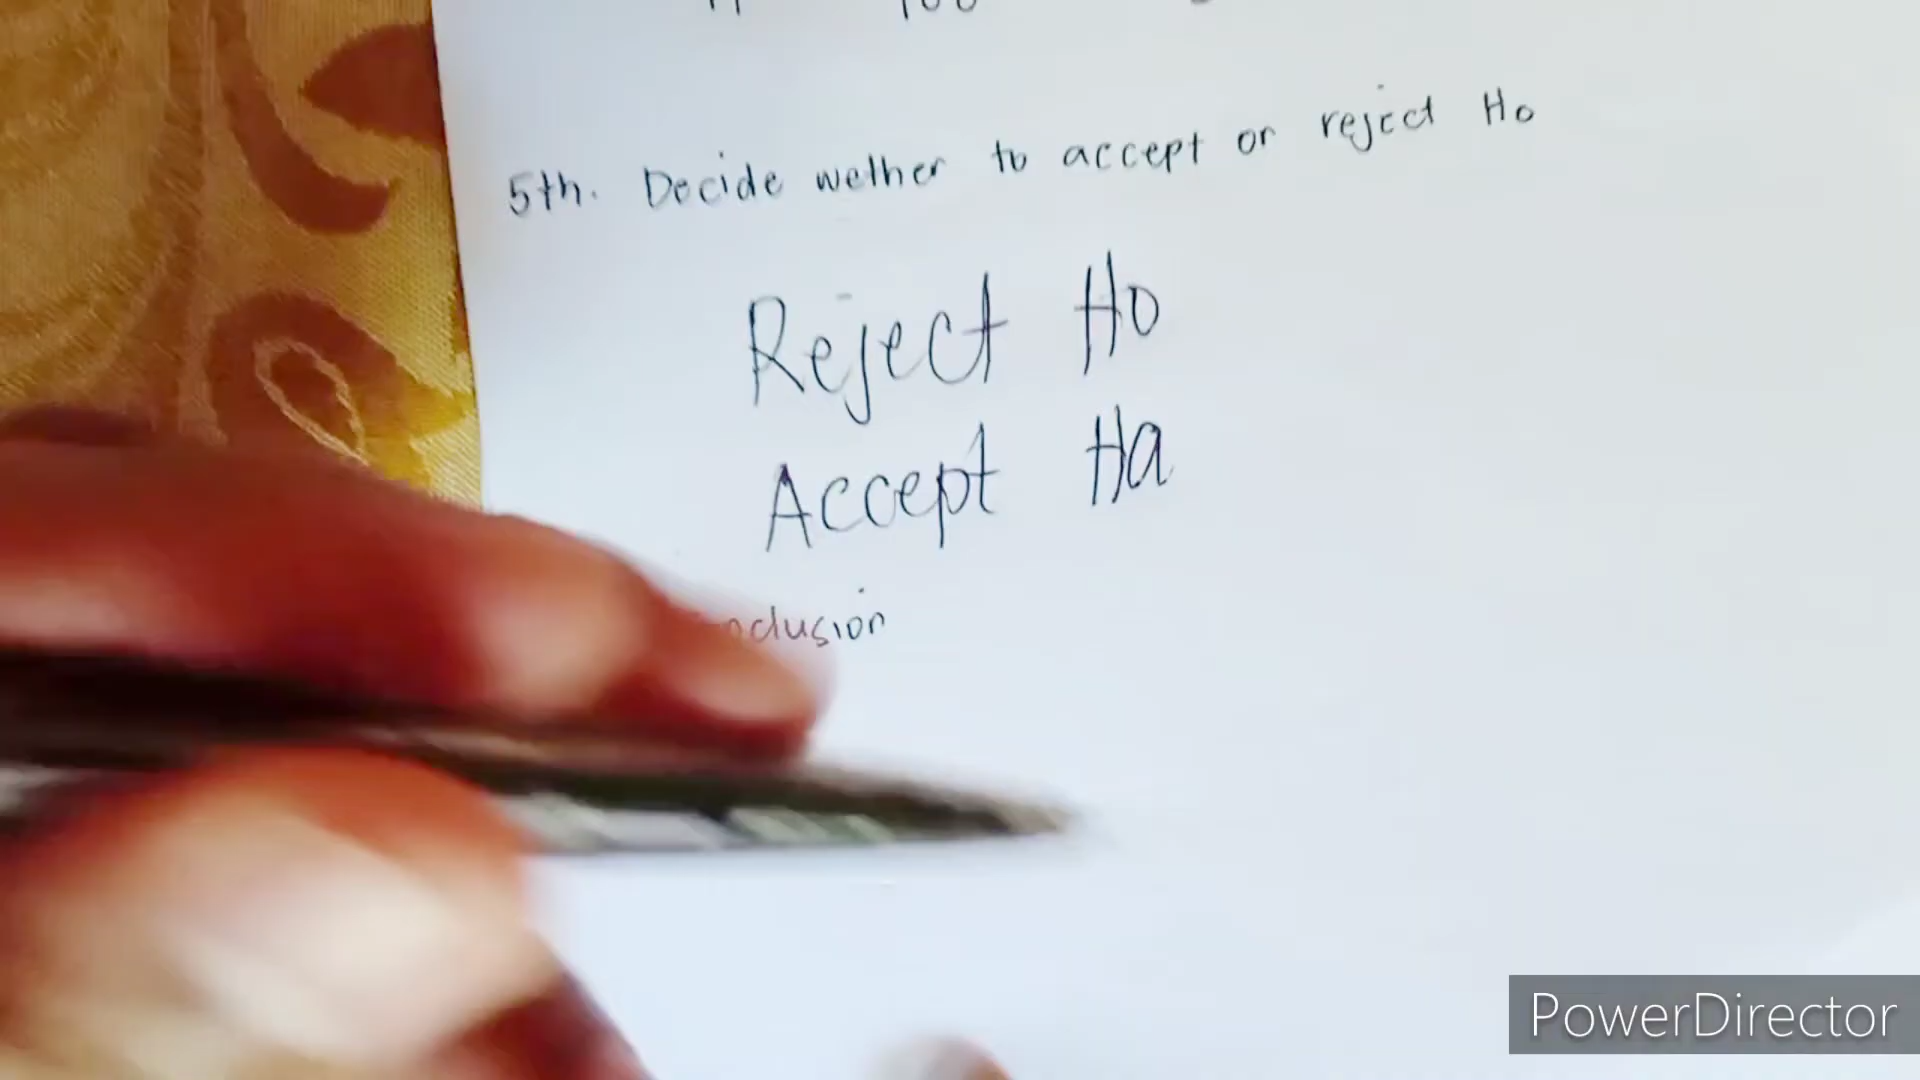 5th. Decide wether to accept or reject Ho
Reject Ho
Accept Ha
PowerDirector